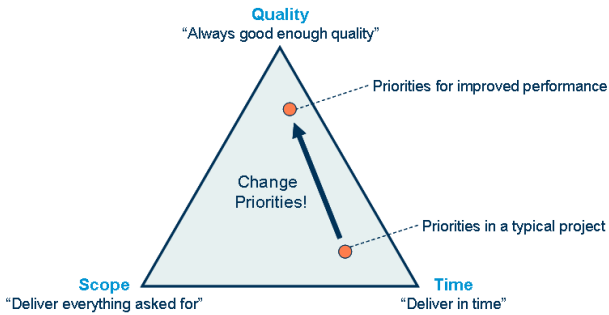 Quality
“Always good enough quality”
Priorities for improved performance
Change
Priorities!
Priorities in a typical project
Scope
“Deliver everything asked for”
Time
“Deliver in time”